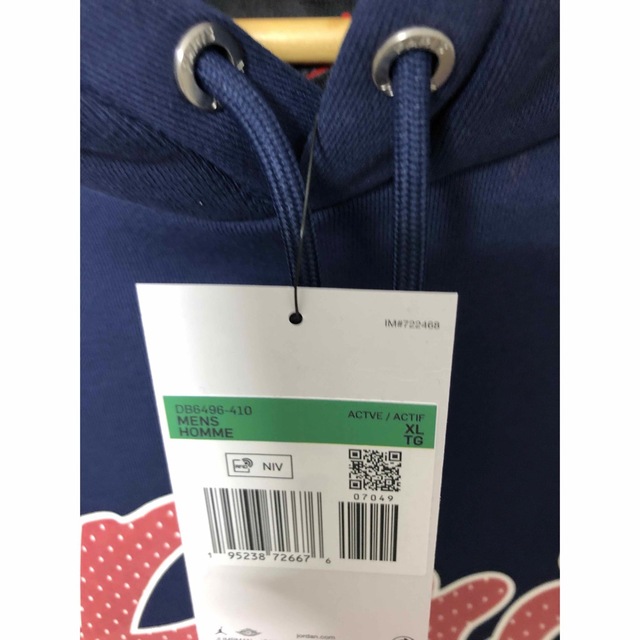 IM#722468
DB6496-410
MENS
HOMME
ACTVE / ACTIF
XL
TG
NIV
07049
1 95238 72667 6
jordan.com